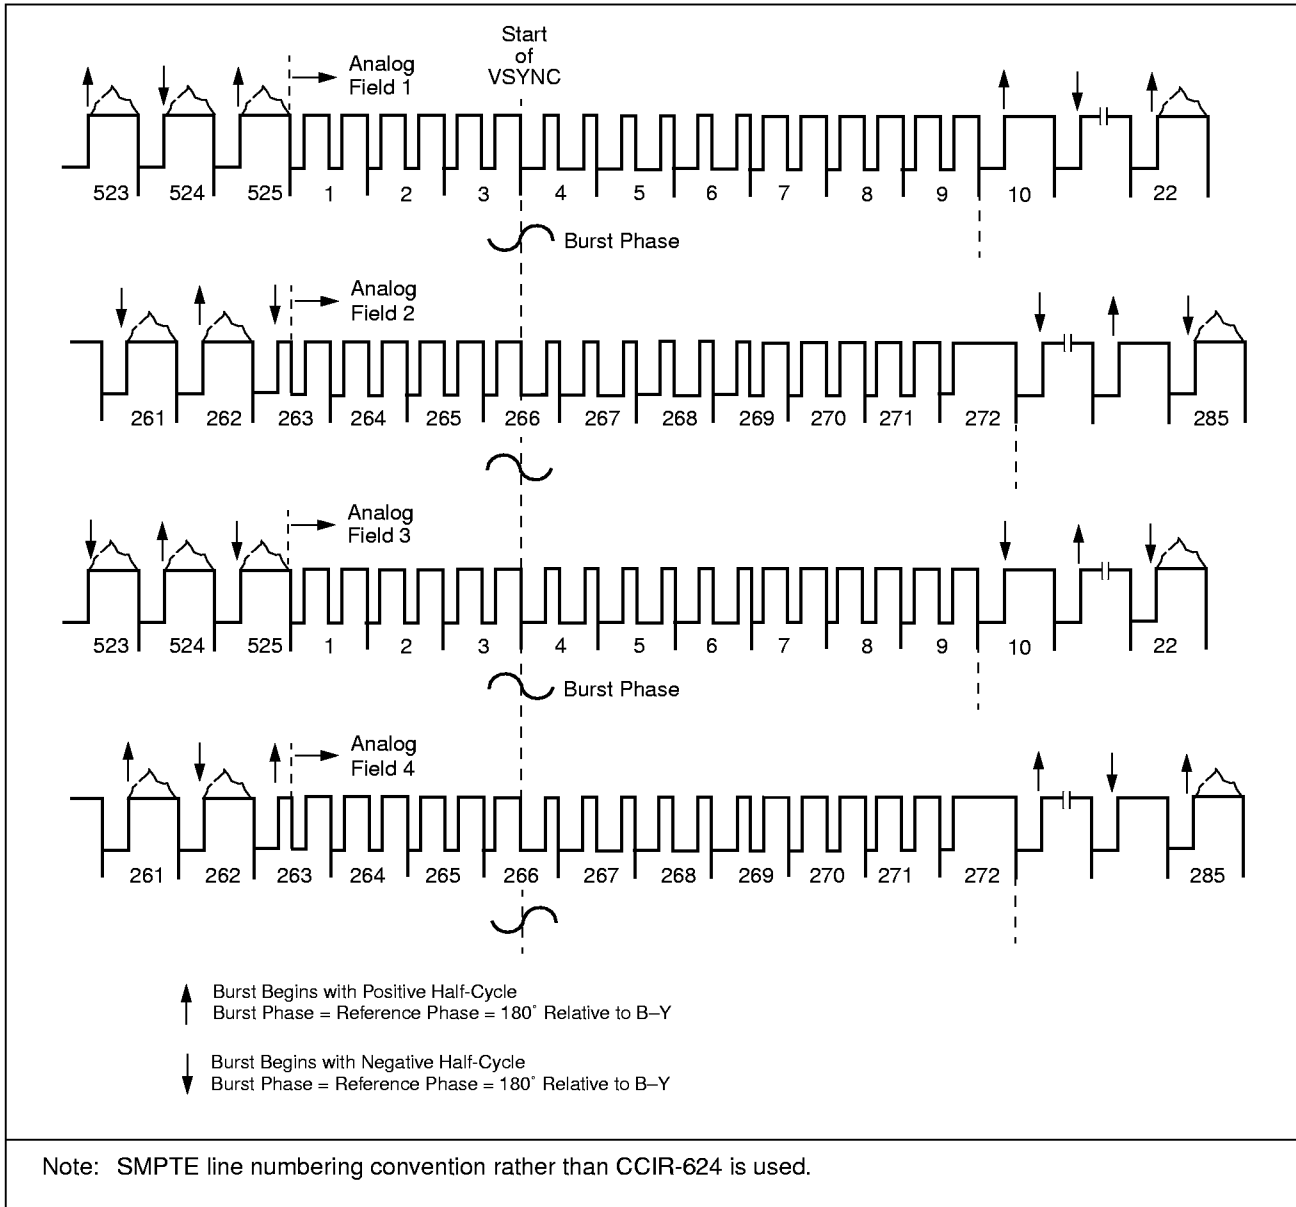 Start
of
VSYNC
Analog
Field 1
523 524 525 1 2 3 4 5 6 7 8 9 10 22
Burst Phase
Analog
Field 2
261 262 263 264 265 266 267 268 269 270 271 272 285
Analog
Field 3
523 524 525 1 2 3 4 5 6 7 8 9 10 22
Burst Phase
Analog
Field 4
261 262 263 264 265 266 267 268 269 270 271 272 285
Burst Begins with Positive Half-Cycle
Burst Phase = Reference Phase = 180° Relative to B–Y
Burst Begins with Negative Half-Cycle
Burst Phase = Reference Phase = 180° Relative to B–Y
Note: SMPTE line numbering convention rather than CCIR-624 is used.